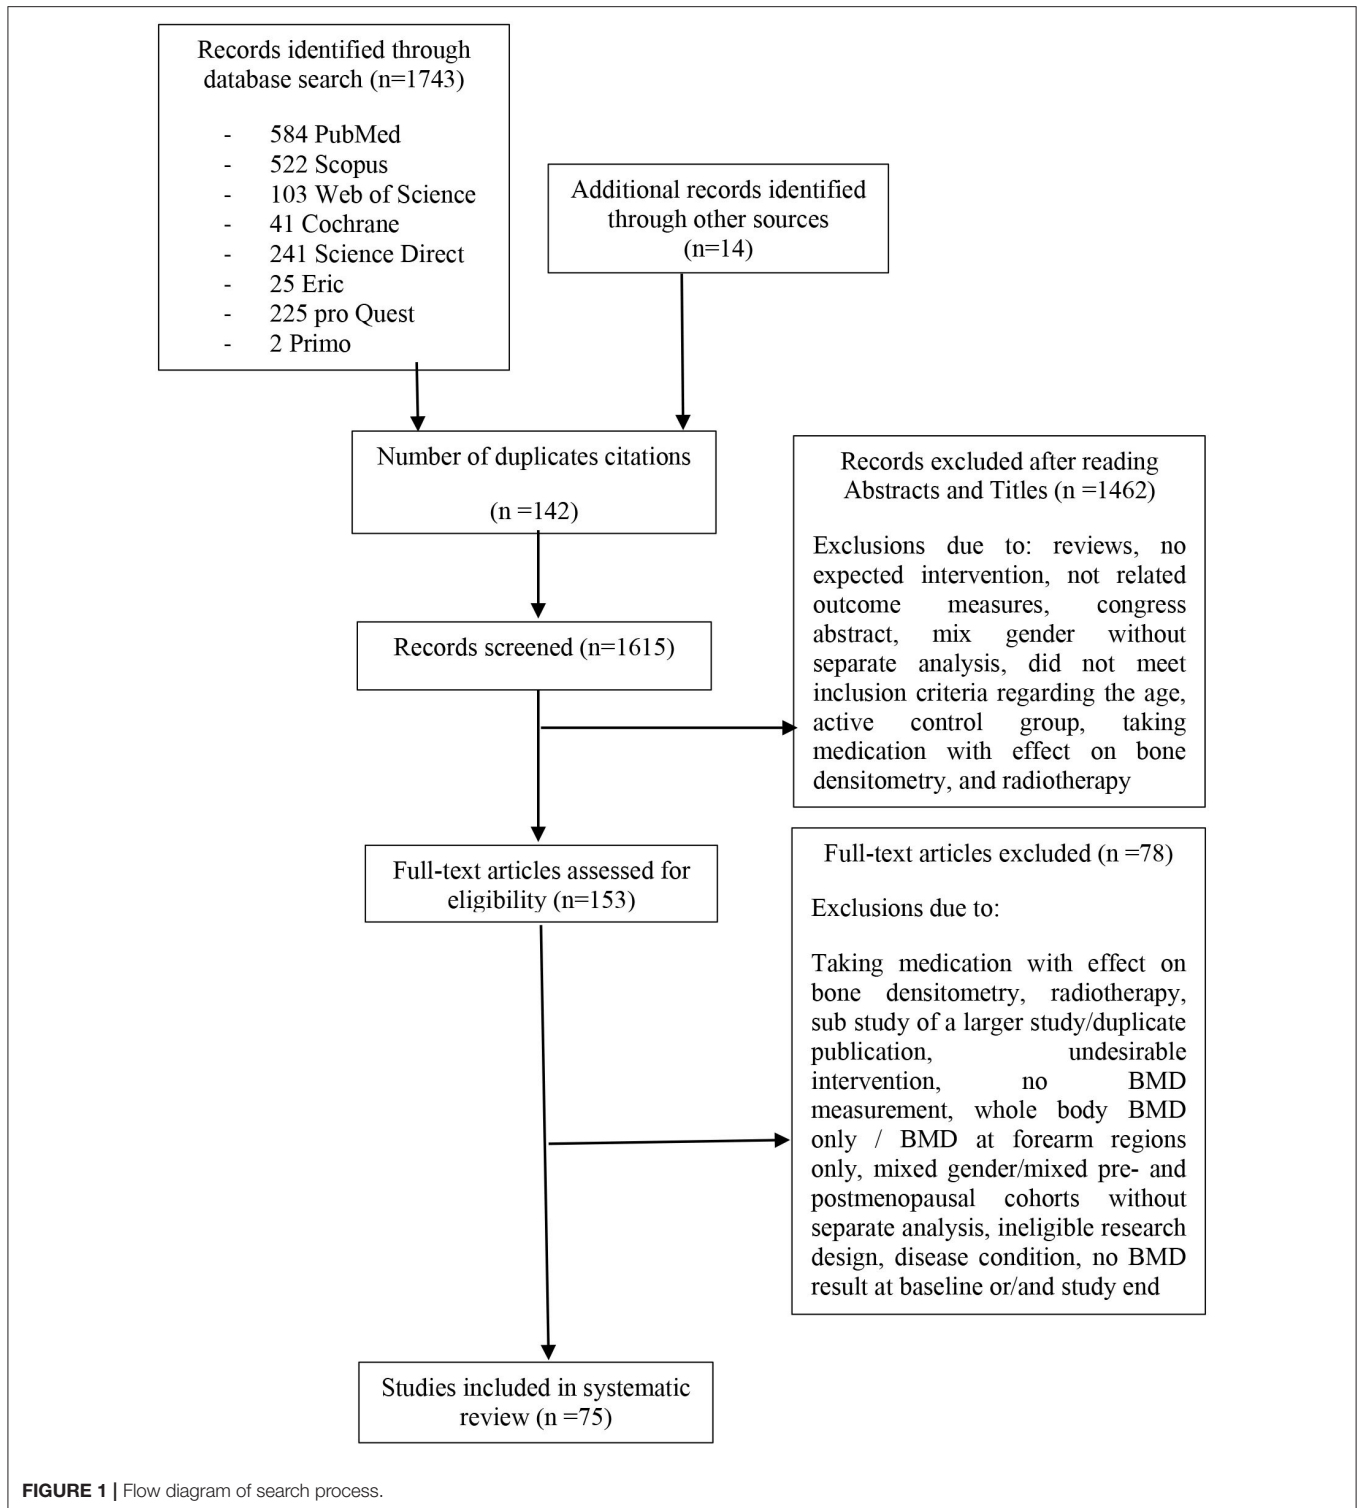 Records identified through
database search (n=1743)
- 584 PubMed
- 522 Scopus
- 103 Web of Science
- 41 Cochrane
- 241 Science Direct
- 25 Eric
- 225 pro Quest
- 2 Primo
Additional records identified
through other sources
(n=14)
Number of duplicates citations
(n =142)
Records excluded after reading
Abstracts and Titles (n =1462)
Exclusions due to: reviews, no
expected intervention, not related
outcome measures, congress
abstract, mix gender without
separate analysis, did not meet
inclusion criteria regarding the age,
active control group, taking
medication with effect on bone
densitometry, and radiotherapy
Records screened (n=1615)
Full-text articles assessed for
eligibility (n=153)
Full-text articles excluded (n =78)
Exclusions due to:
Taking medication with effect on
bone densitometry, radiotherapy,
sub study of a larger study/duplicate
publication, undesirable
intervention, no BMD
measurement, whole body BMD
only / BMD at forearm regions
only, mixed gender/mixed pre- and
postmenopausal cohorts without
separate analysis, ineligible research
design, disease condition, no BMD
result at baseline or/and study end
Studies included in systematic
review (n =75)
FIGURE 1 | Flow diagram of search process.